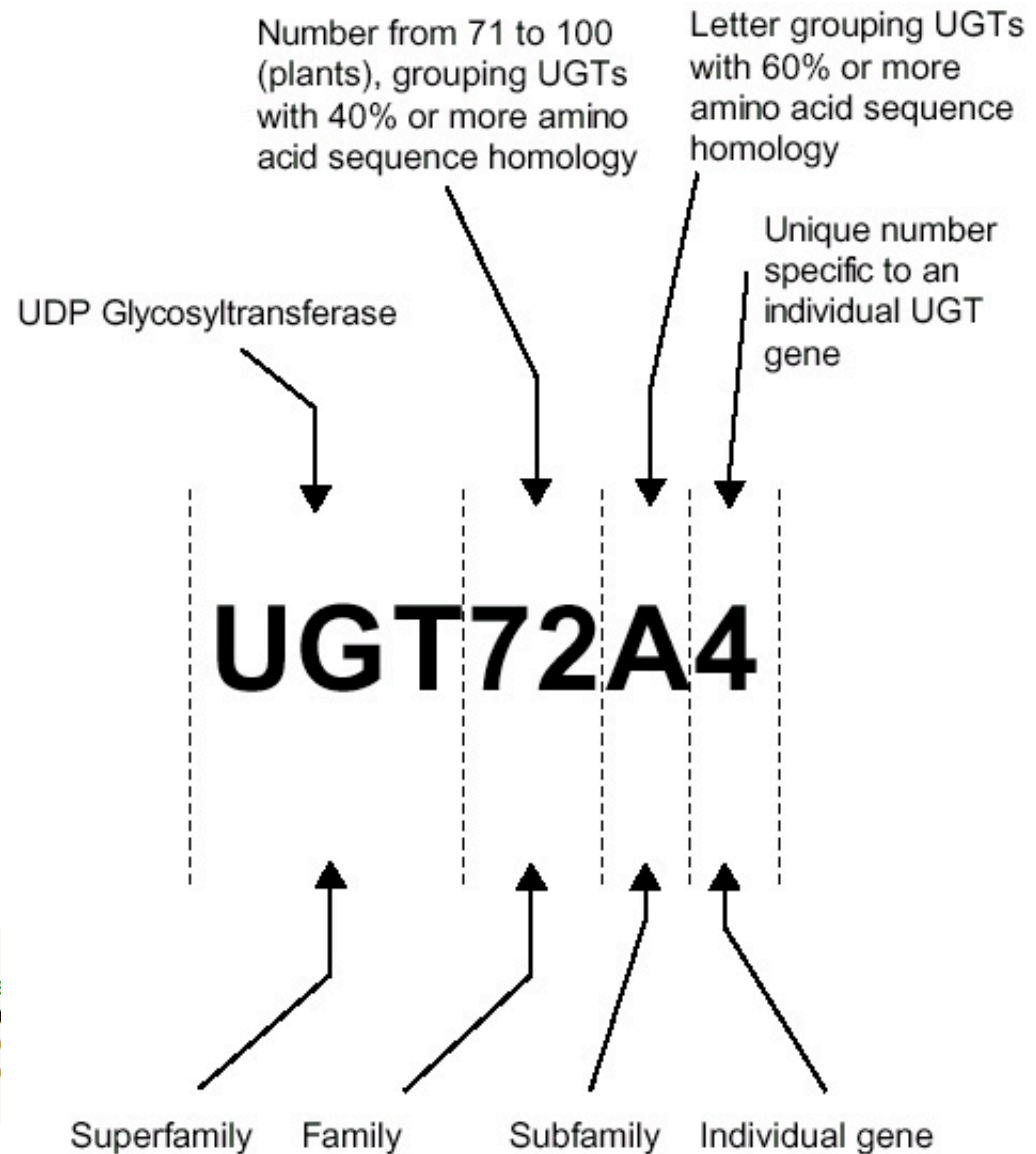 Number from 71 to 100
(plants), grouping UGTs
with 40% or more amino
acid sequence homology
Letter grouping UGTs
with 60% or more
amino acid sequence
homology
Unique number
specific to an
individual UGT
gene
UDP Glycosyltransferase
UGT72A4
Superfamily
Family
Subfamily
Individual gene